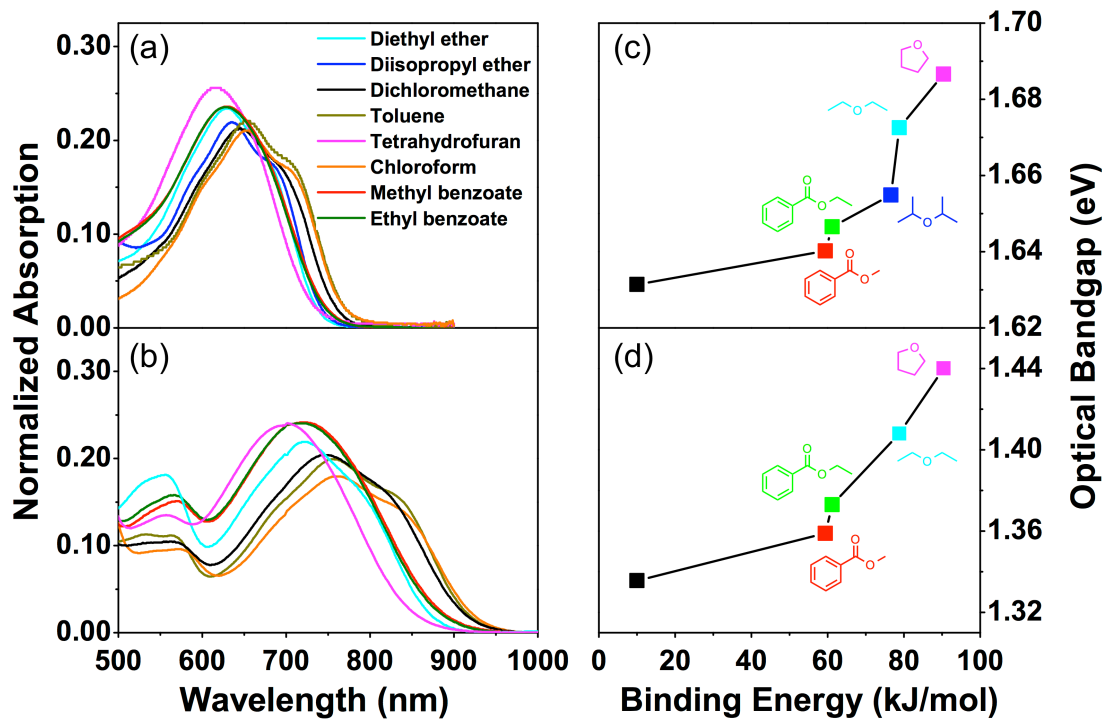 (a)
Diethyl ether
Diisopropyl ether
Dichloromethane
Toluene
Tetrahydrofuran
Chloroform
Methyl benzoate
Ethyl benzoate
0.30
0.20
0.10
0.00
(b)
0.30
0.20
0.10
0.00
Normalized Absorption
500 600 700 800 900 1000
Wavelength (nm)
(c)
O
O
O
O
O
O
O
1.70
1.68
1.66
1.64
1.62
(d)
O
O
O
O
O
O
1.44
1.40
1.36
1.32
Optical Bandgap (eV)
0 20 40 60 80 100
Binding Energy (kJ/mol)